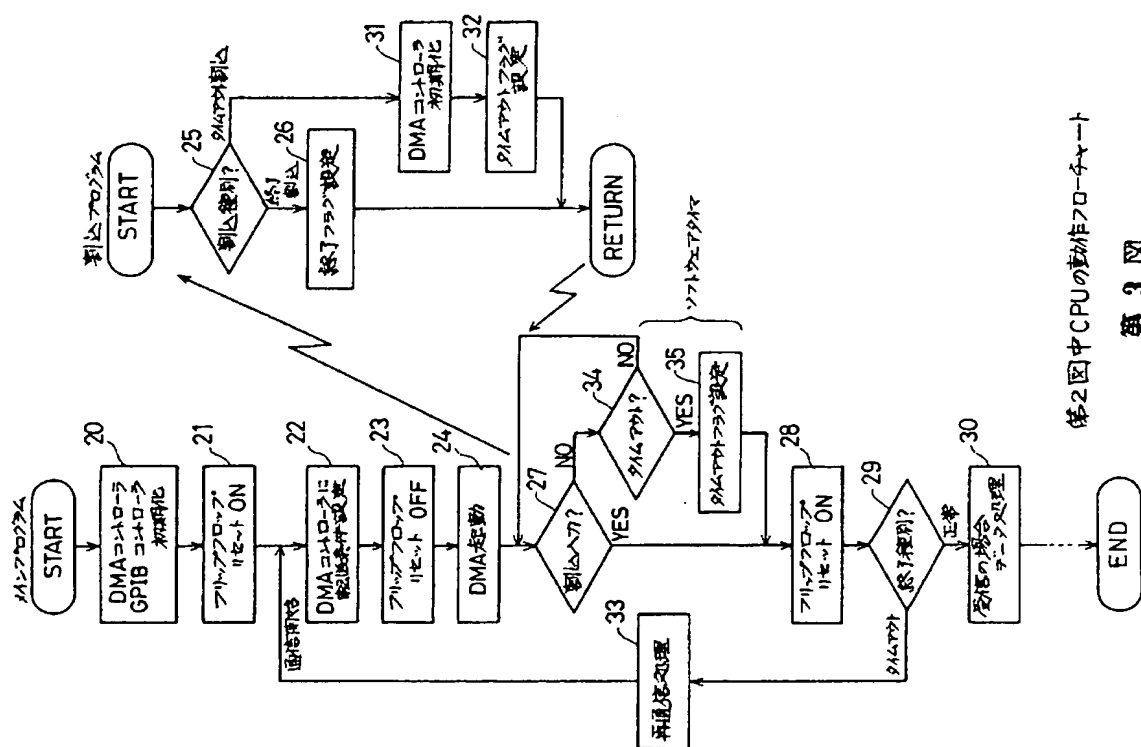 メインプログラム
START
20
DMAコントローラ
GPIBコントローラ
初期化
21
フリップフロップ
リセット ON
通信開始
22
DMAコントローラに
転送条件設定
23
フリップフロップ
リセット OFF
24
DMA起動
27
割込入力?
NO
YES
34
タイムアウト?
NO
YES
35
タイムアウトフラグ設定
ソフトウェアタイマ
28
フリップフロップ
リセット ON
29
終了種別?
正常
タイムアウト
30
受信の場合
データ処理
33
再通信処理
END
割込プログラム
START
25
割込種別?
タイムアウト割込
終了
割込
26
終了フラグ設定
31
DMAコントローラ
初期化
32
タイムアウトフラグ
設定
RETURN
第2図中CPUの動作フローチャート
第 3 図